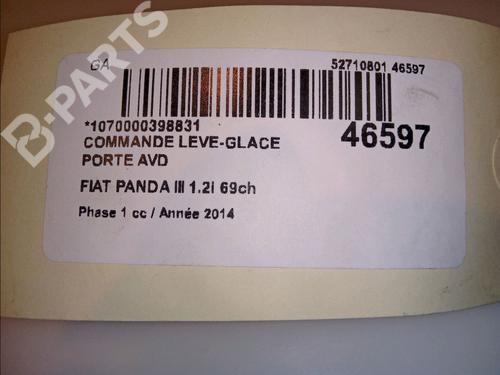 B-PARTS
GA 52710801 46597
*1070000398831
46597
COMMANDE LEVE-GLACE
PORTE AVD
FIAT PANDA III 1.2i 69ch
Phase 1 cc / Année 2014